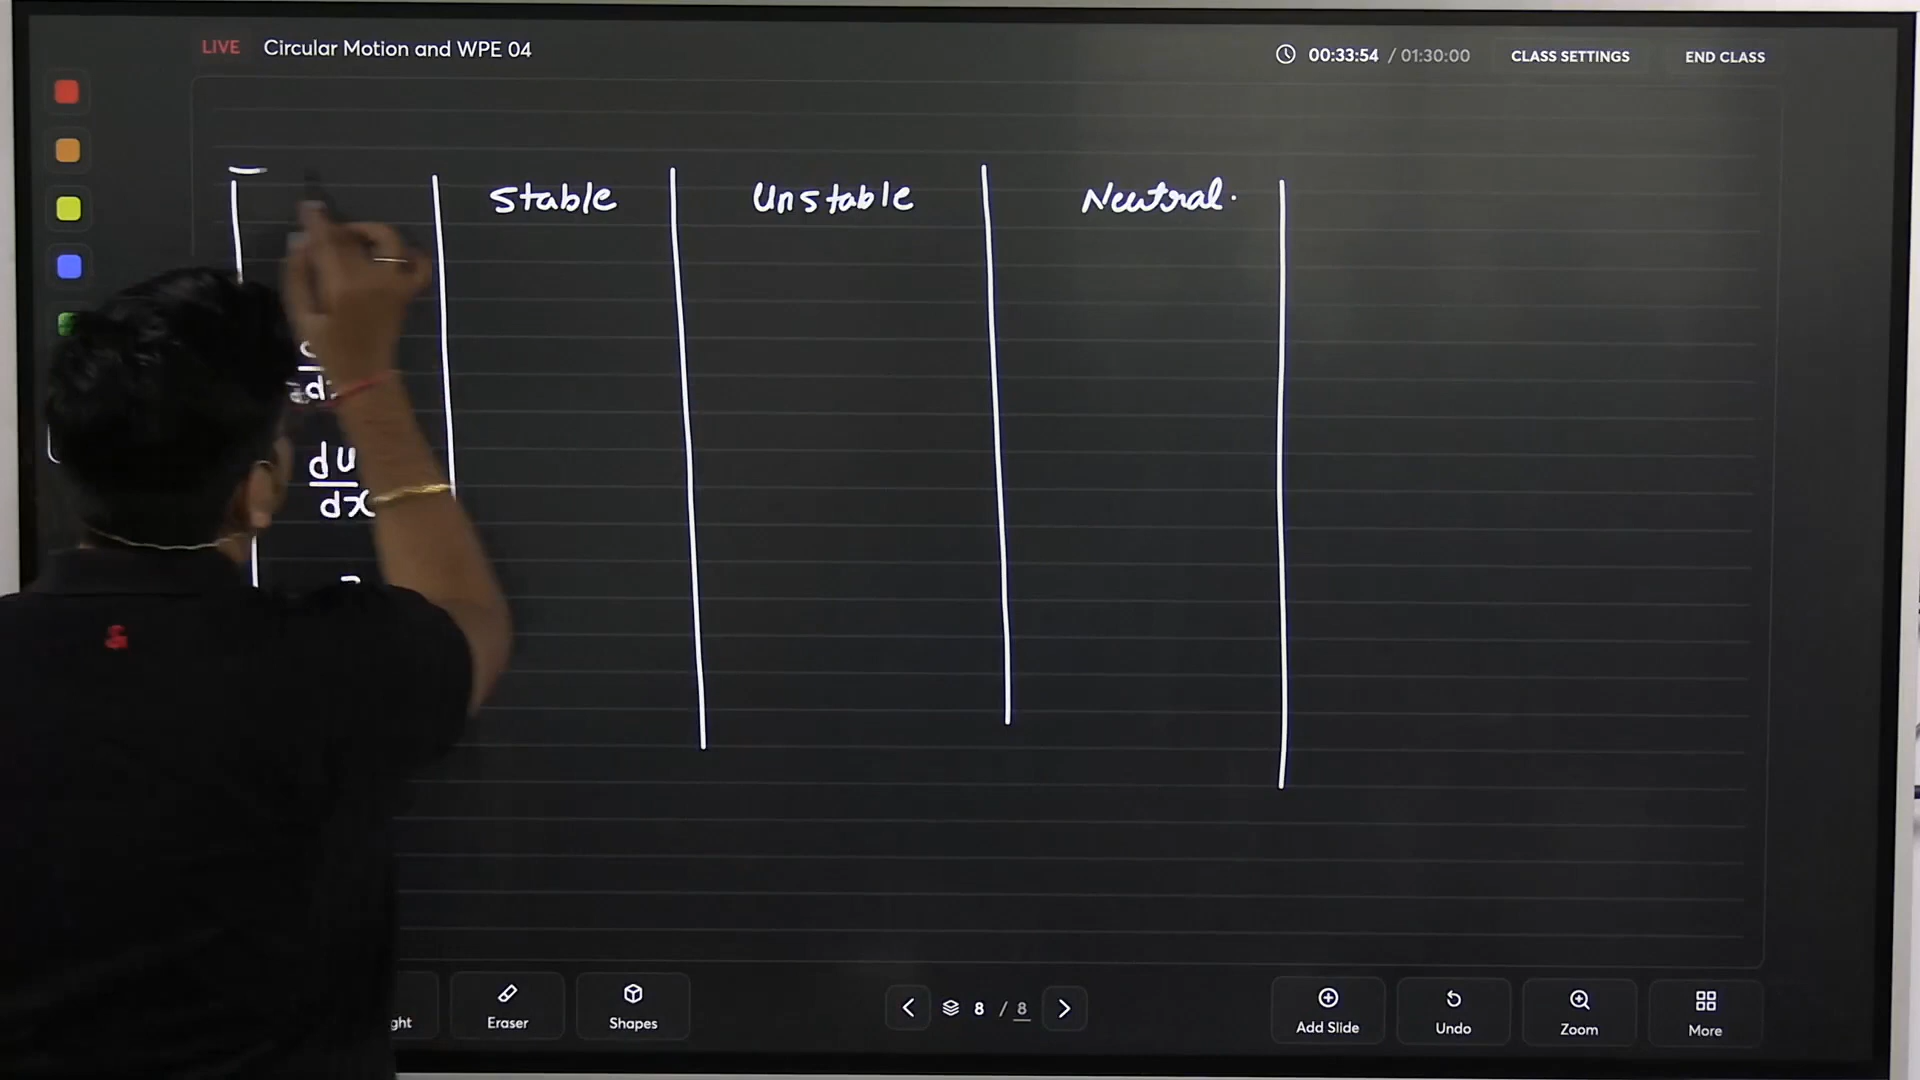 LIVE Circular Motion and WPE 04
00:33:54 / 01:30:00 CLASS SETTINGS END CLASS
Stable Unstable Neutral.
dU
dx
Eraser Shapes 8 / 8 Add Slide Undo Zoom More